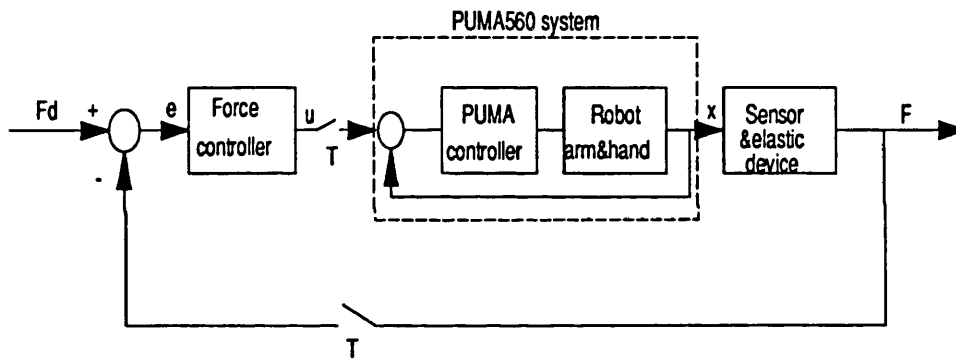 PUMA560 system
Fd
+
e
Force
controller
u
T
PUMA
controller
Robot
arm&hand
x
Sensor
&elastic
device
F
-
T